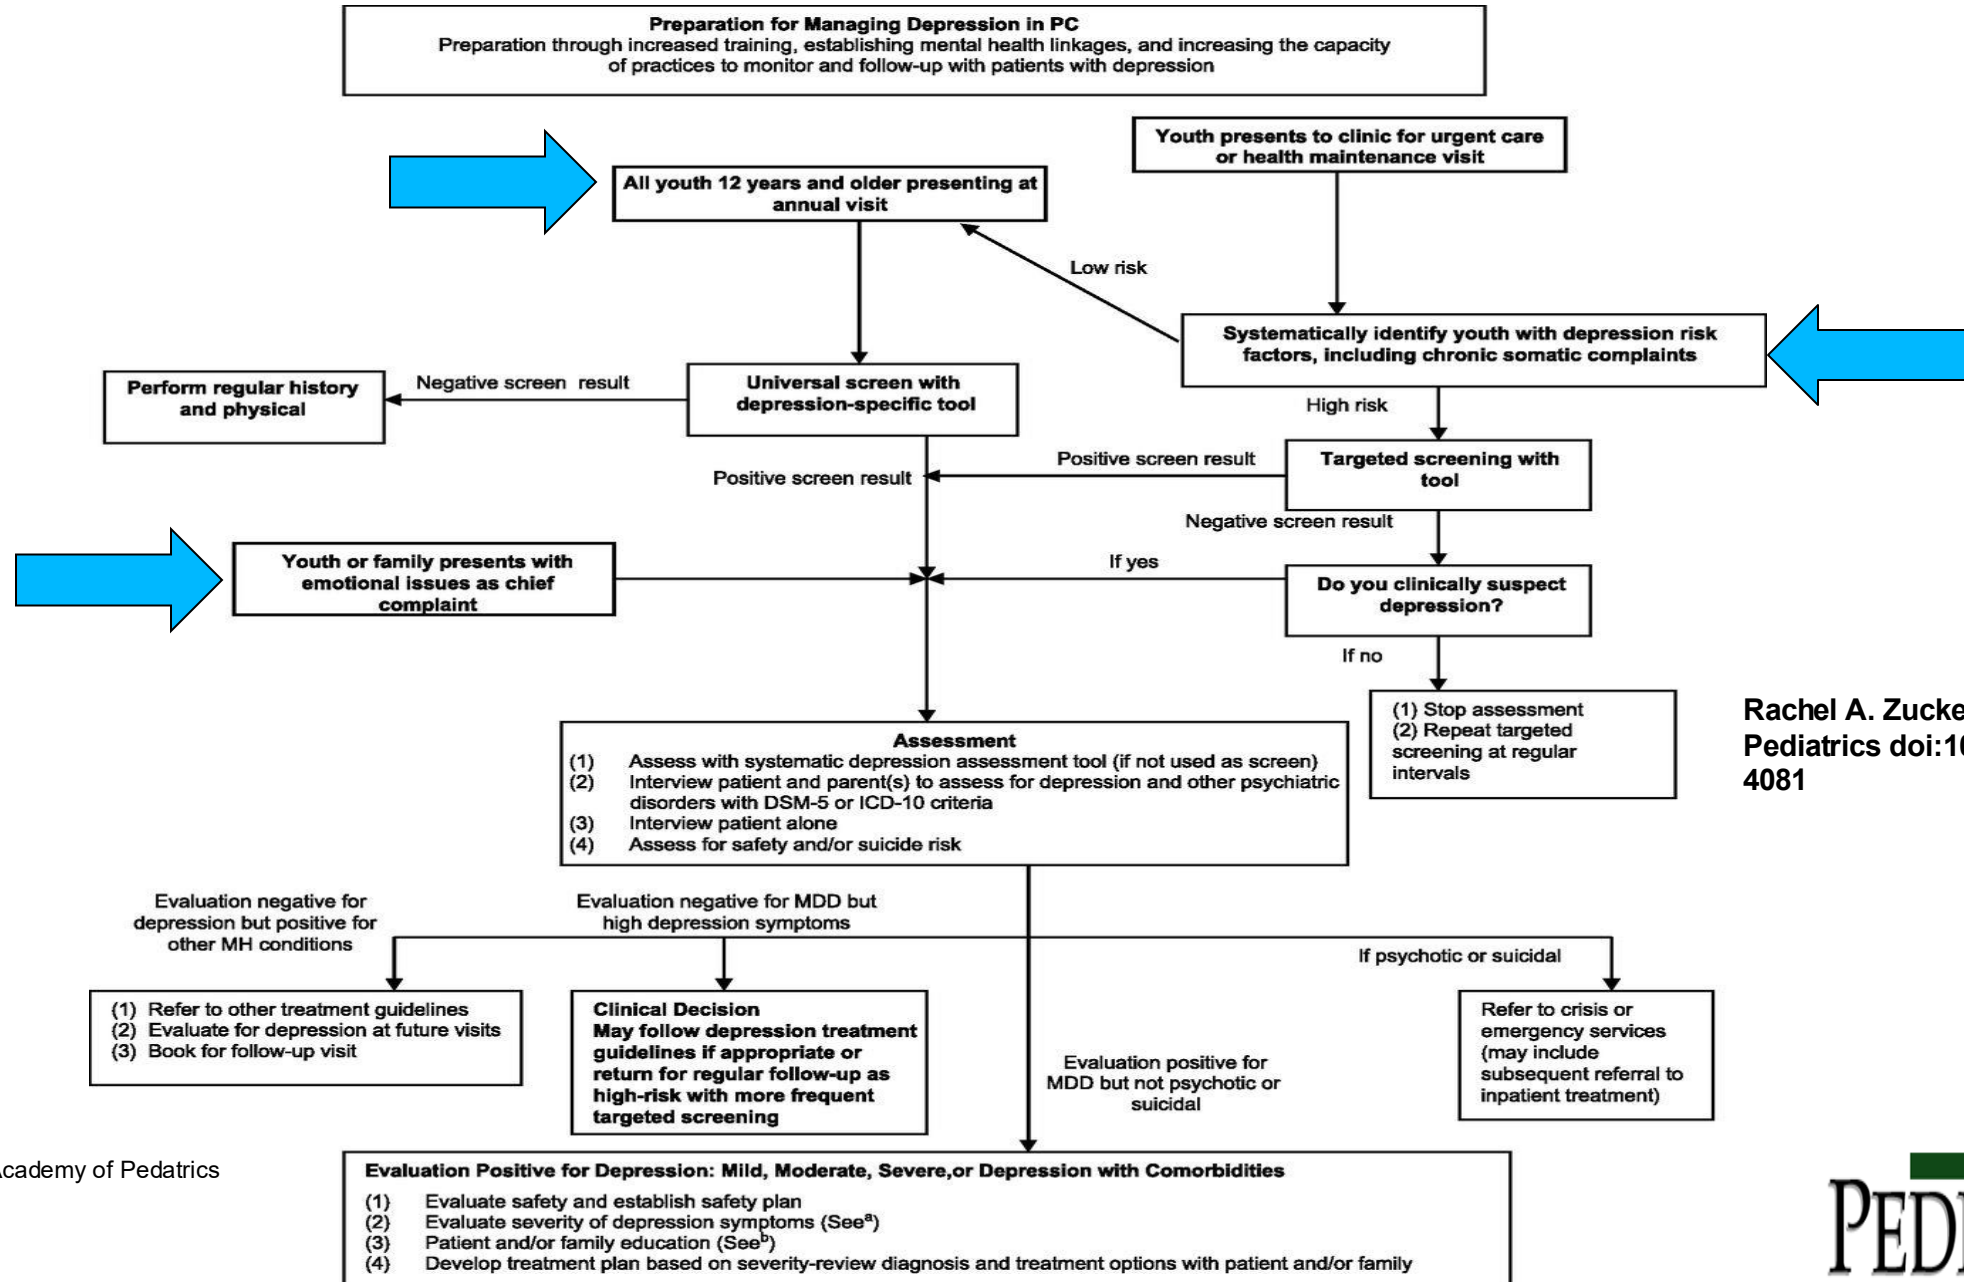 Preparation for Managing Depression in PC
Preparation through increased training, establishing mental health linkages, and increasing the capacity
of practices to monitor and follow-up with patients with depression
Youth presents to clinic for urgent care
or health maintenance visit
All youth 12 years and older presenting at
annual visit
Low risk
Systematically identify youth with depression risk
factors, including chronic somatic complaints
Perform regular history
and physical
Negative screen result
Universal screen with
depression-specific tool
High risk
Positive screen result
Positive screen result
Targeted screening with
tool
Negative screen result
Youth or family presents with
emotional issues as chief
complaint
If yes
Do you clinically suspect
depression?
If no
(1) Stop assessment
(2) Repeat targeted
screening at regular
intervals
Rachel A. Zucke
Pediatrics doi:10
4081
Assessment
(1) Assess with systematic depression assessment tool (if not used as screen)
(2) Interview patient and parent(s) to assess for depression and other psychiatric
disorders with DSM-5 or ICD-10 criteria
(3) Interview patient alone
(4) Assess for safety and/or suicide risk
Evaluation negative for
depression but positive for
other MH conditions
Evaluation negative for MDD but
high depression symptoms
If psychotic or suicidal
(1) Refer to other treatment guidelines
(2) Evaluate for depression at future visits
(3) Book for follow-up visit
Clinical Decision
May follow depression treatment
guidelines if appropriate or
return for regular follow-up as
high-risk with more frequent
targeted screening
Evaluation positive for
MDD but not psychotic or
suicidal
Refer to crisis or
emergency services
(may include
subsequent referral to
inpatient treatment)
Academy of Pedatrics
Evaluation Positive for Depression: Mild, Moderate, Severe,or Depression with Comorbidities
(1) Evaluate safety and establish safety plan
(2) Evaluate severity of depression symptoms (See a)
(3) Patient and/or family education (See b)
(4) Develop treatment plan based on severity-review diagnosis and treatment options with patient and/or family
PEDI